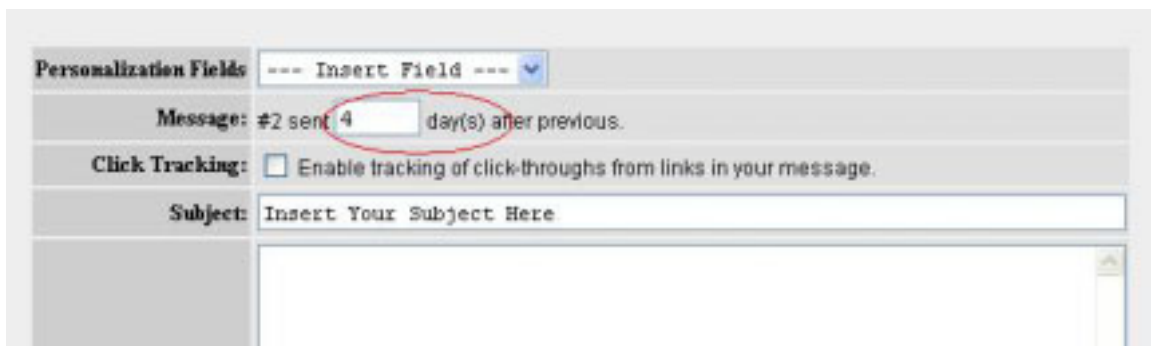 Personalization Fields --- Insert Field ---
Message: #2 sent 4 day(s) after previous.
Click Tracking: Enable tracking of click-throughs from links in your message.
Subject: Insert Your Subject Here